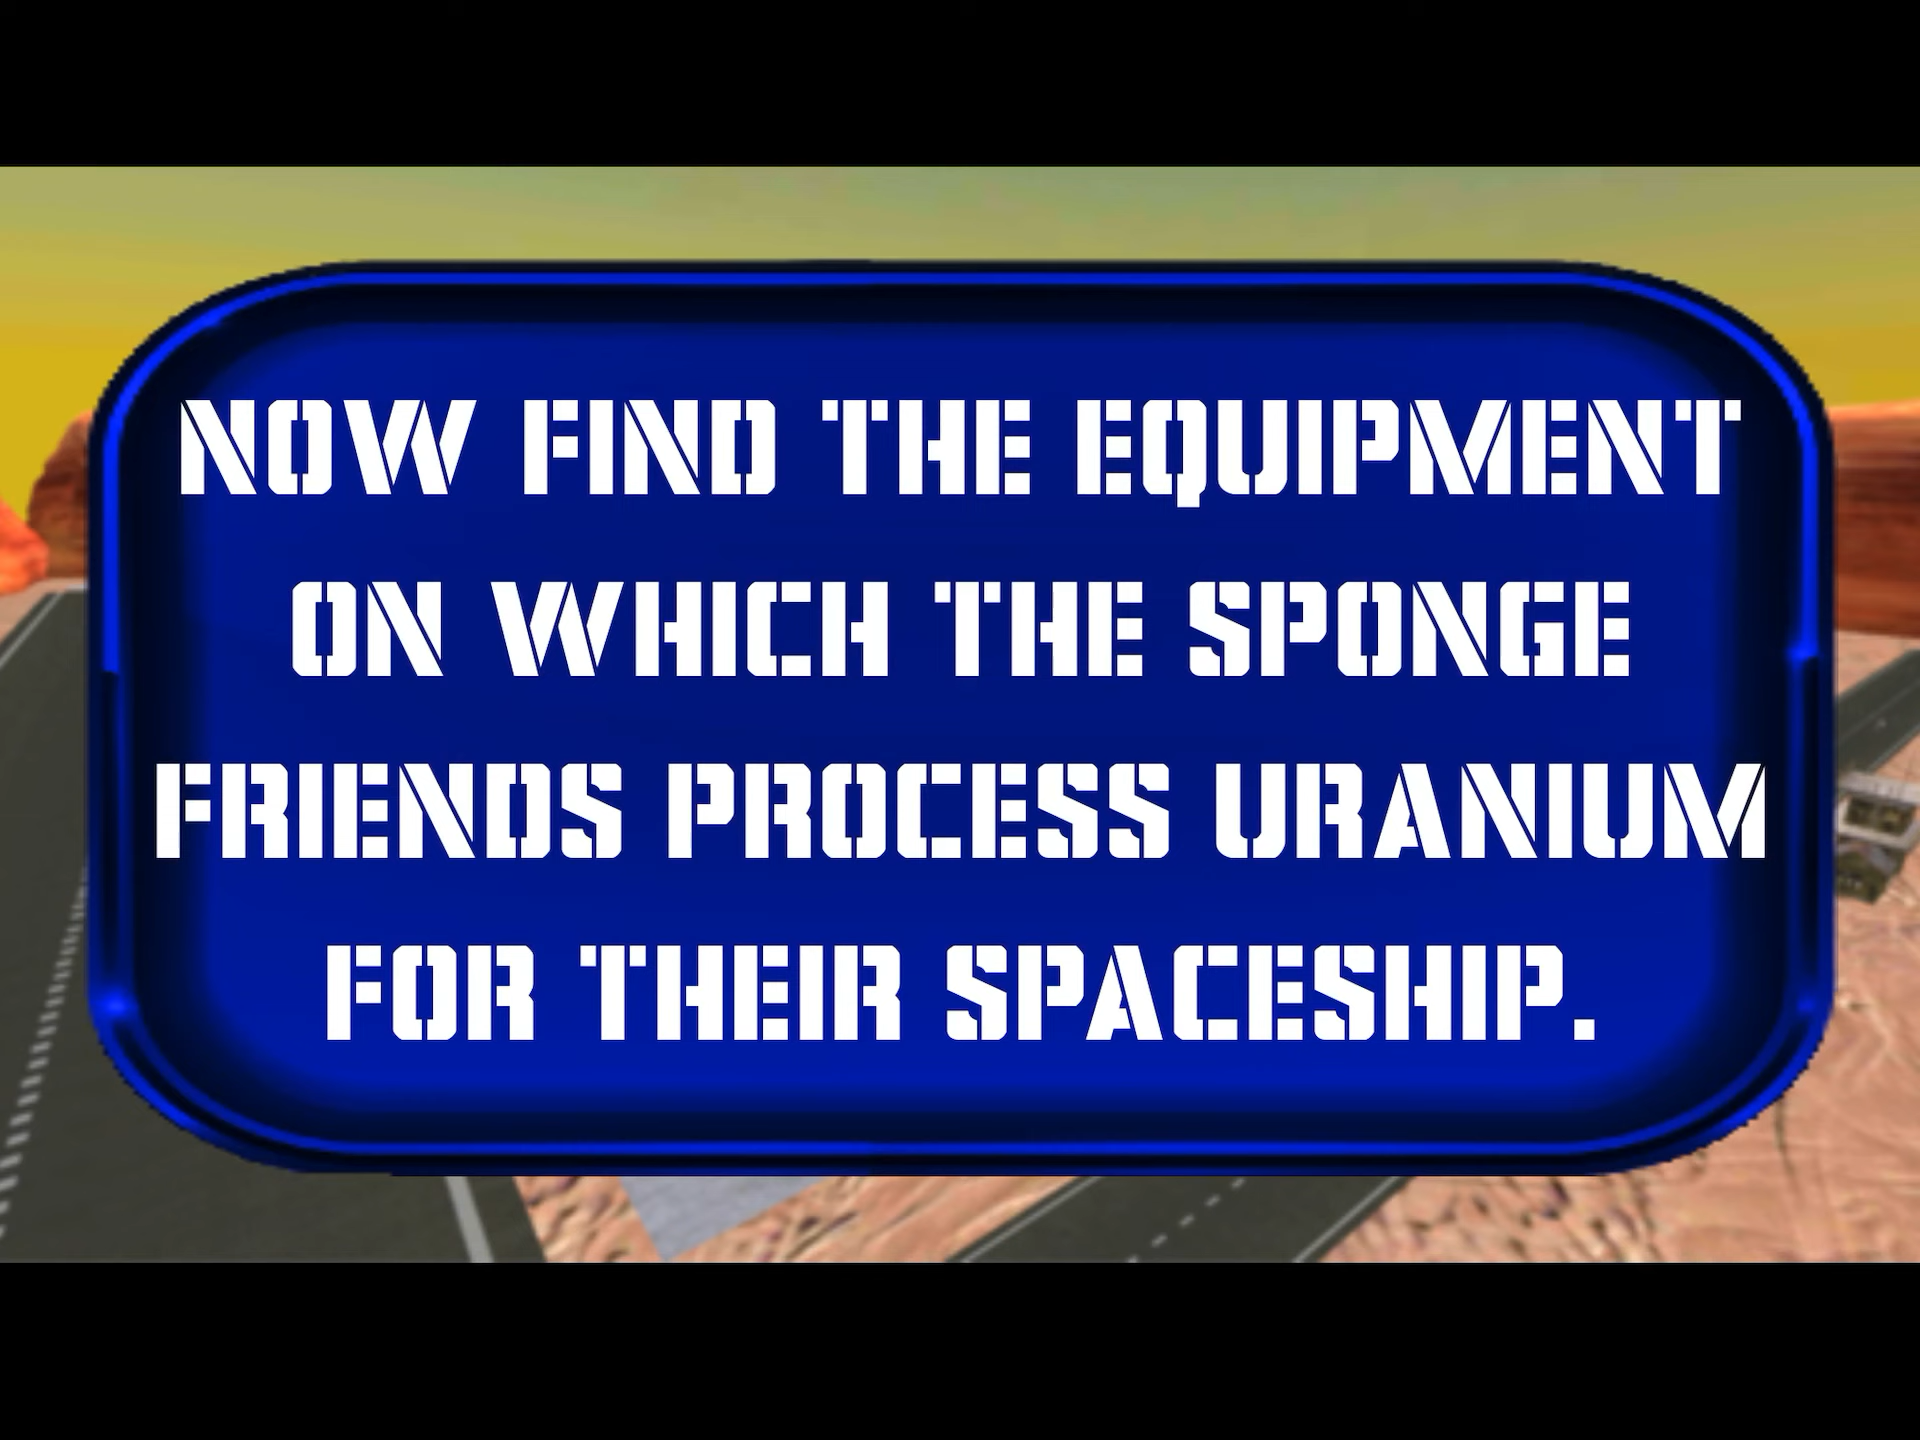 NOW FIND THE EQUIPMENT
ON WHICH THE SPONGE
FRIENDS PROCESS URANIUM
FOR THEIR SPACESHIP.